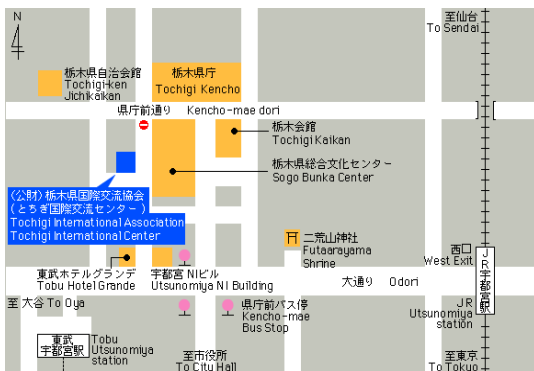 N
至仙台
To Sendai
栃木県自治会館
Tochigi-ken
Jichikaikan
栃木県庁
Tochigi Kencho
県庁前通り Kencho-mae dori
栃木会館
Tochigi Kaikan
栃木県総合文化センター
Sogo Bunka Center
(公財)栃木県国際交流協会
(とちぎ国際交流センター)
Tochigi International Association
Tochigi International Center
二荒山神社
Futaarayama
Shrine
西口
West Exit
JR宇都宮駅
東武ホテルグランデ
Tobu Hotel Grande
宇都宮 NIビル
Utsunomiya NI Building
大通り Odori
至 大谷 To Oya
県庁前バス停
Kencho-mae
Bus Stop
JR
Utsunomiya
station
東武
宇都宮駅
Tobu
Utsunomiya
station
至市役所
To City Hall
至東京
To Tokyo